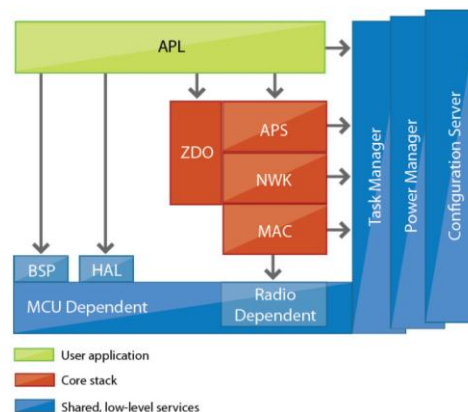 APL
ZDO
APS
NWK
MAC
BSP
HAL
MCU Dependent
Radio
Dependent
Task Manager
Power Manager
Configuration Server
User application
Core stack
Shared, low-level services